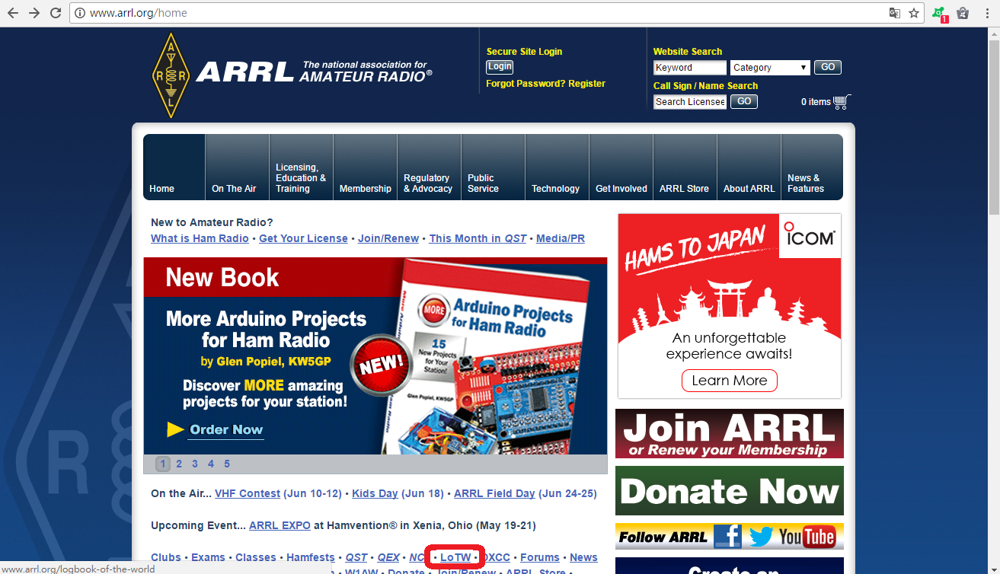 www.arrl.org/home
1
A
R R
L
ARRL The national association for
AMATEUR RADIO®
Secure Site Login
Login
Forgot Password? Register
Website Search
Keyword Category GO
Call Sign / Name Search
Search Licensee GO
0 items
Home
On The Air
Licensing,
Education &
Training
Membership
Regulatory
& Advocacy
Public
Service
Technology
Get Involved
ARRL Store
About ARRL
News &
Features
New to Amateur Radio?
What is Ham Radio • Get Your License • Join/Renew • This Month in QST • Media/PR
New Book
More Arduino Projects
for Ham Radio
by Glen Popiel, KW5GP
Discover MORE amazing
projects for your station!
Order Now
NEW!
MORE Arduino Projects
for Ham Radio
15
New Projects
for Your
Station!
Glen Popiel, KW5GP
1 2 3 4 5
HAMS TO JAPAN
ICOM
An unforgettable
experience awaits!
Learn More
Join ARRL
or Renew your Membership
Donate Now
Follow ARRL f YouTube
On the Air... VHF Contest (Jun 10-12) • Kids Day (Jun 18) • ARRL Field Day (Jun 24-25)
Upcoming Event... ARRL EXPO at Hamvention® in Xenia, Ohio (May 19-21)
Clubs • Exams • Classes • Hamfests • QST • QEX • NC • LoTW • DXCC • Forums • News
• W1AW • Donate • Join/Renew • ARRL Store •
www.arrl.org/logbook-of-the-world
Create an
R